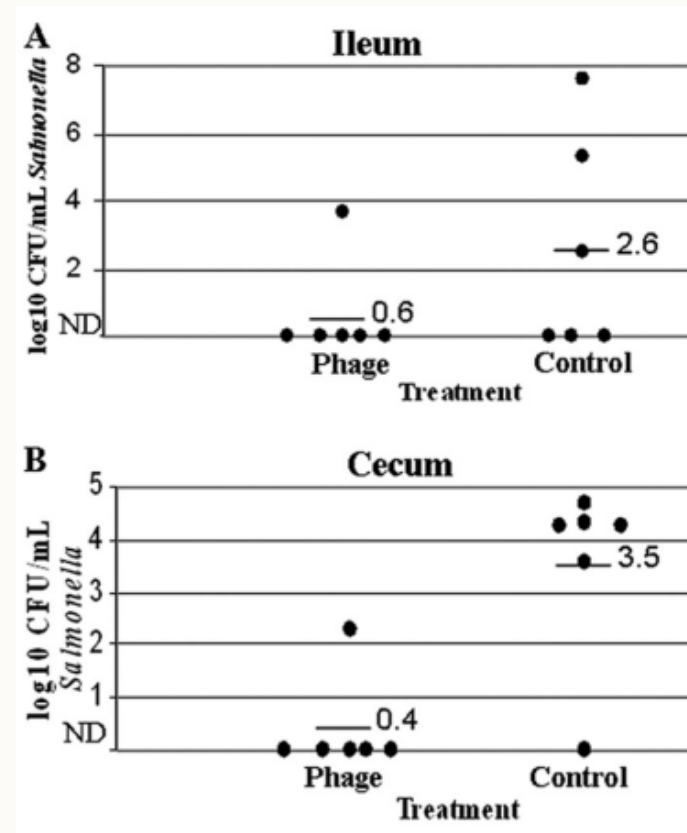 A
Ileum
log10 CFU/mL Salmonella
8
6
4
2
ND
2.6
0.6
Phage
Control
Treatment
B
Cecum
log10 CFU/mL
Salmonella
5
4
3
2
1
ND
3.5
0.4
Phage
Control
Treatment